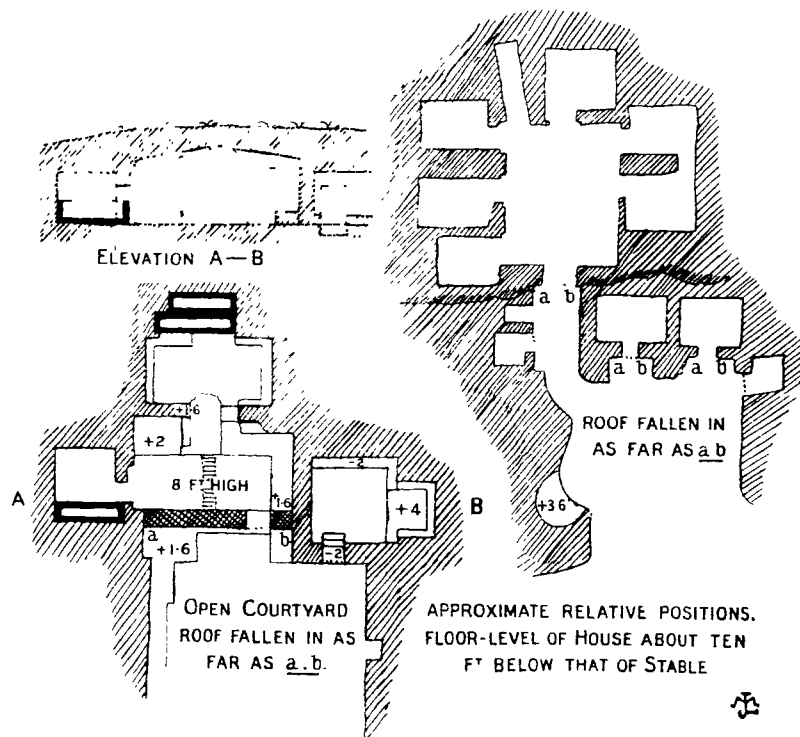 ELEVATION A—B
a b
a b
a b
ROOF FALLEN IN
AS FAR AS a b
+3 6
+1·6
+2
8 FT HIGH
+1·6
A
a
b
+1·6
-2
+4
-2
B
OPEN COURTYARD
ROOF FALLEN IN AS
FAR AS a.b.
APPROXIMATE RELATIVE POSITIONS.
FLOOR-LEVEL OF HOUSE ABOUT TEN
FT BELOW THAT OF STABLE